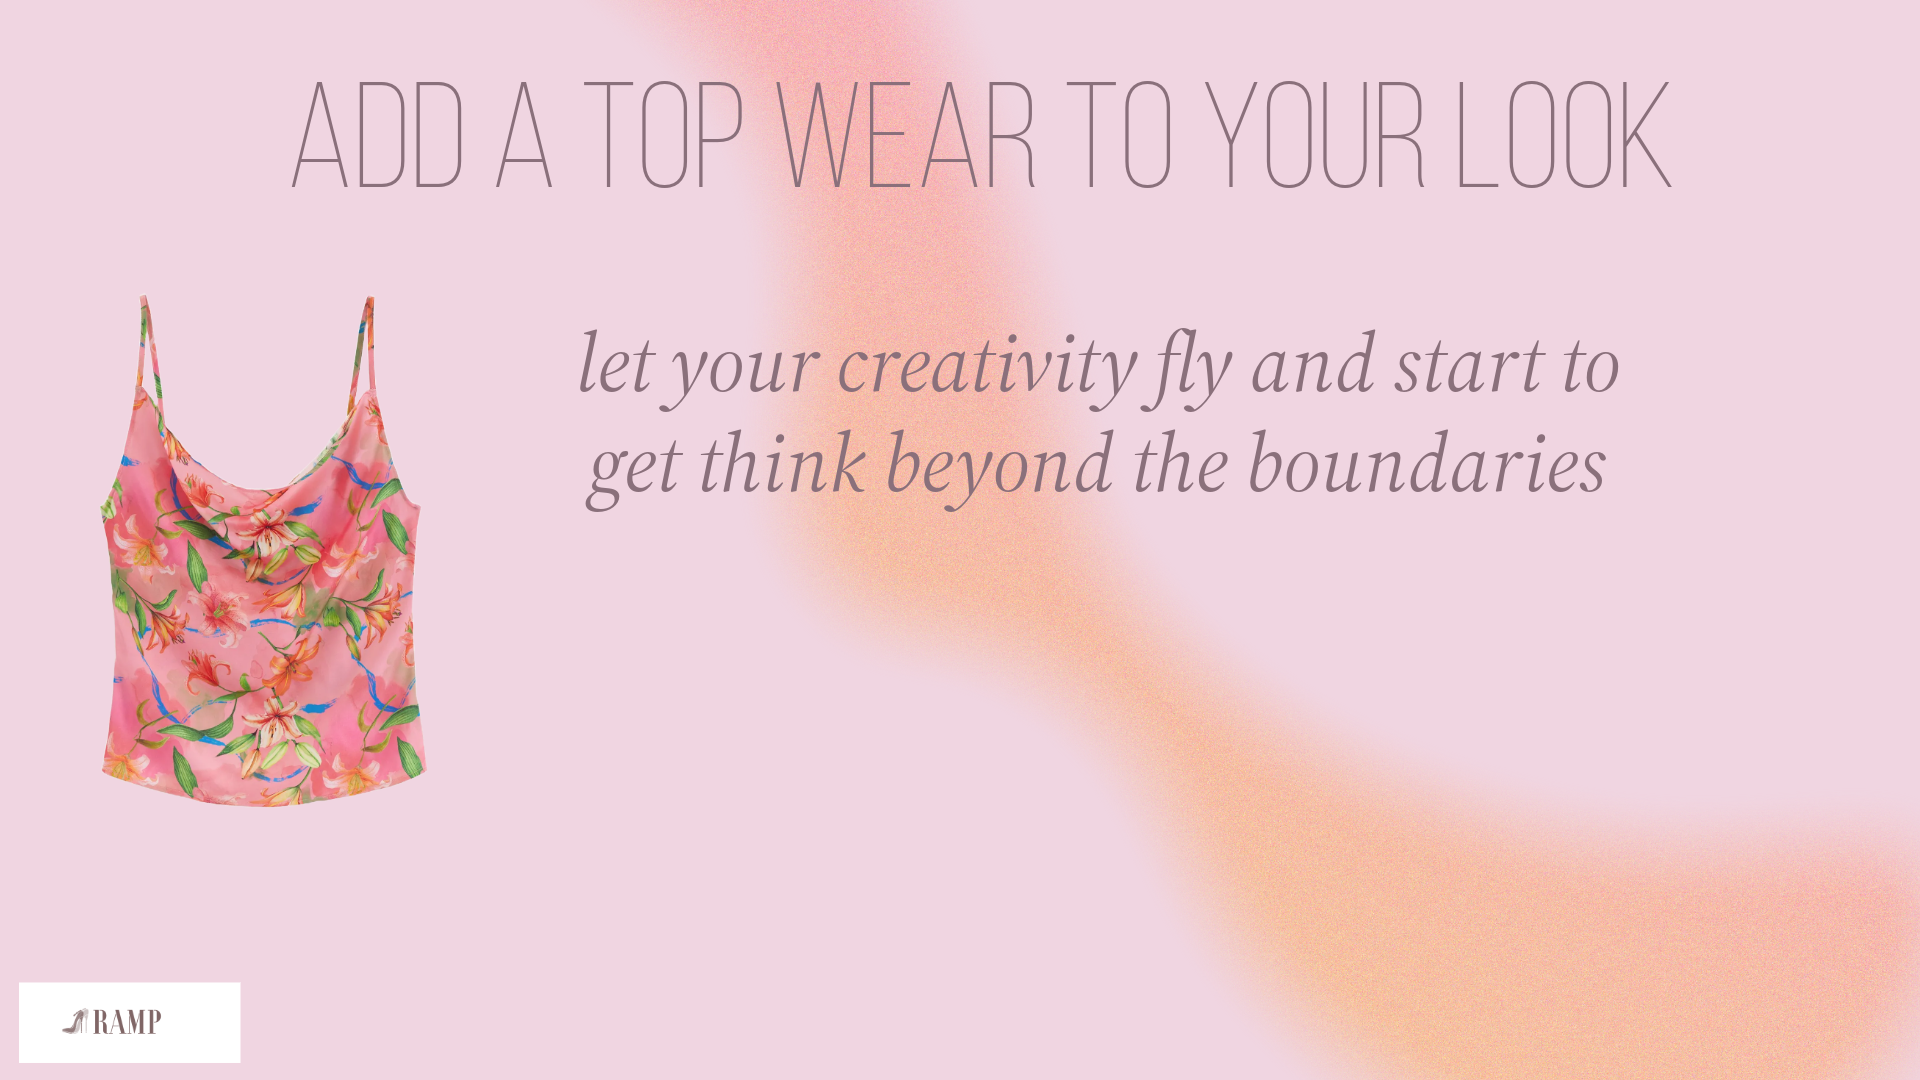 ADD A TOP WEAR TO YOUR LOOK
let your creativity fly and start to
get think beyond the boundaries
RAMP